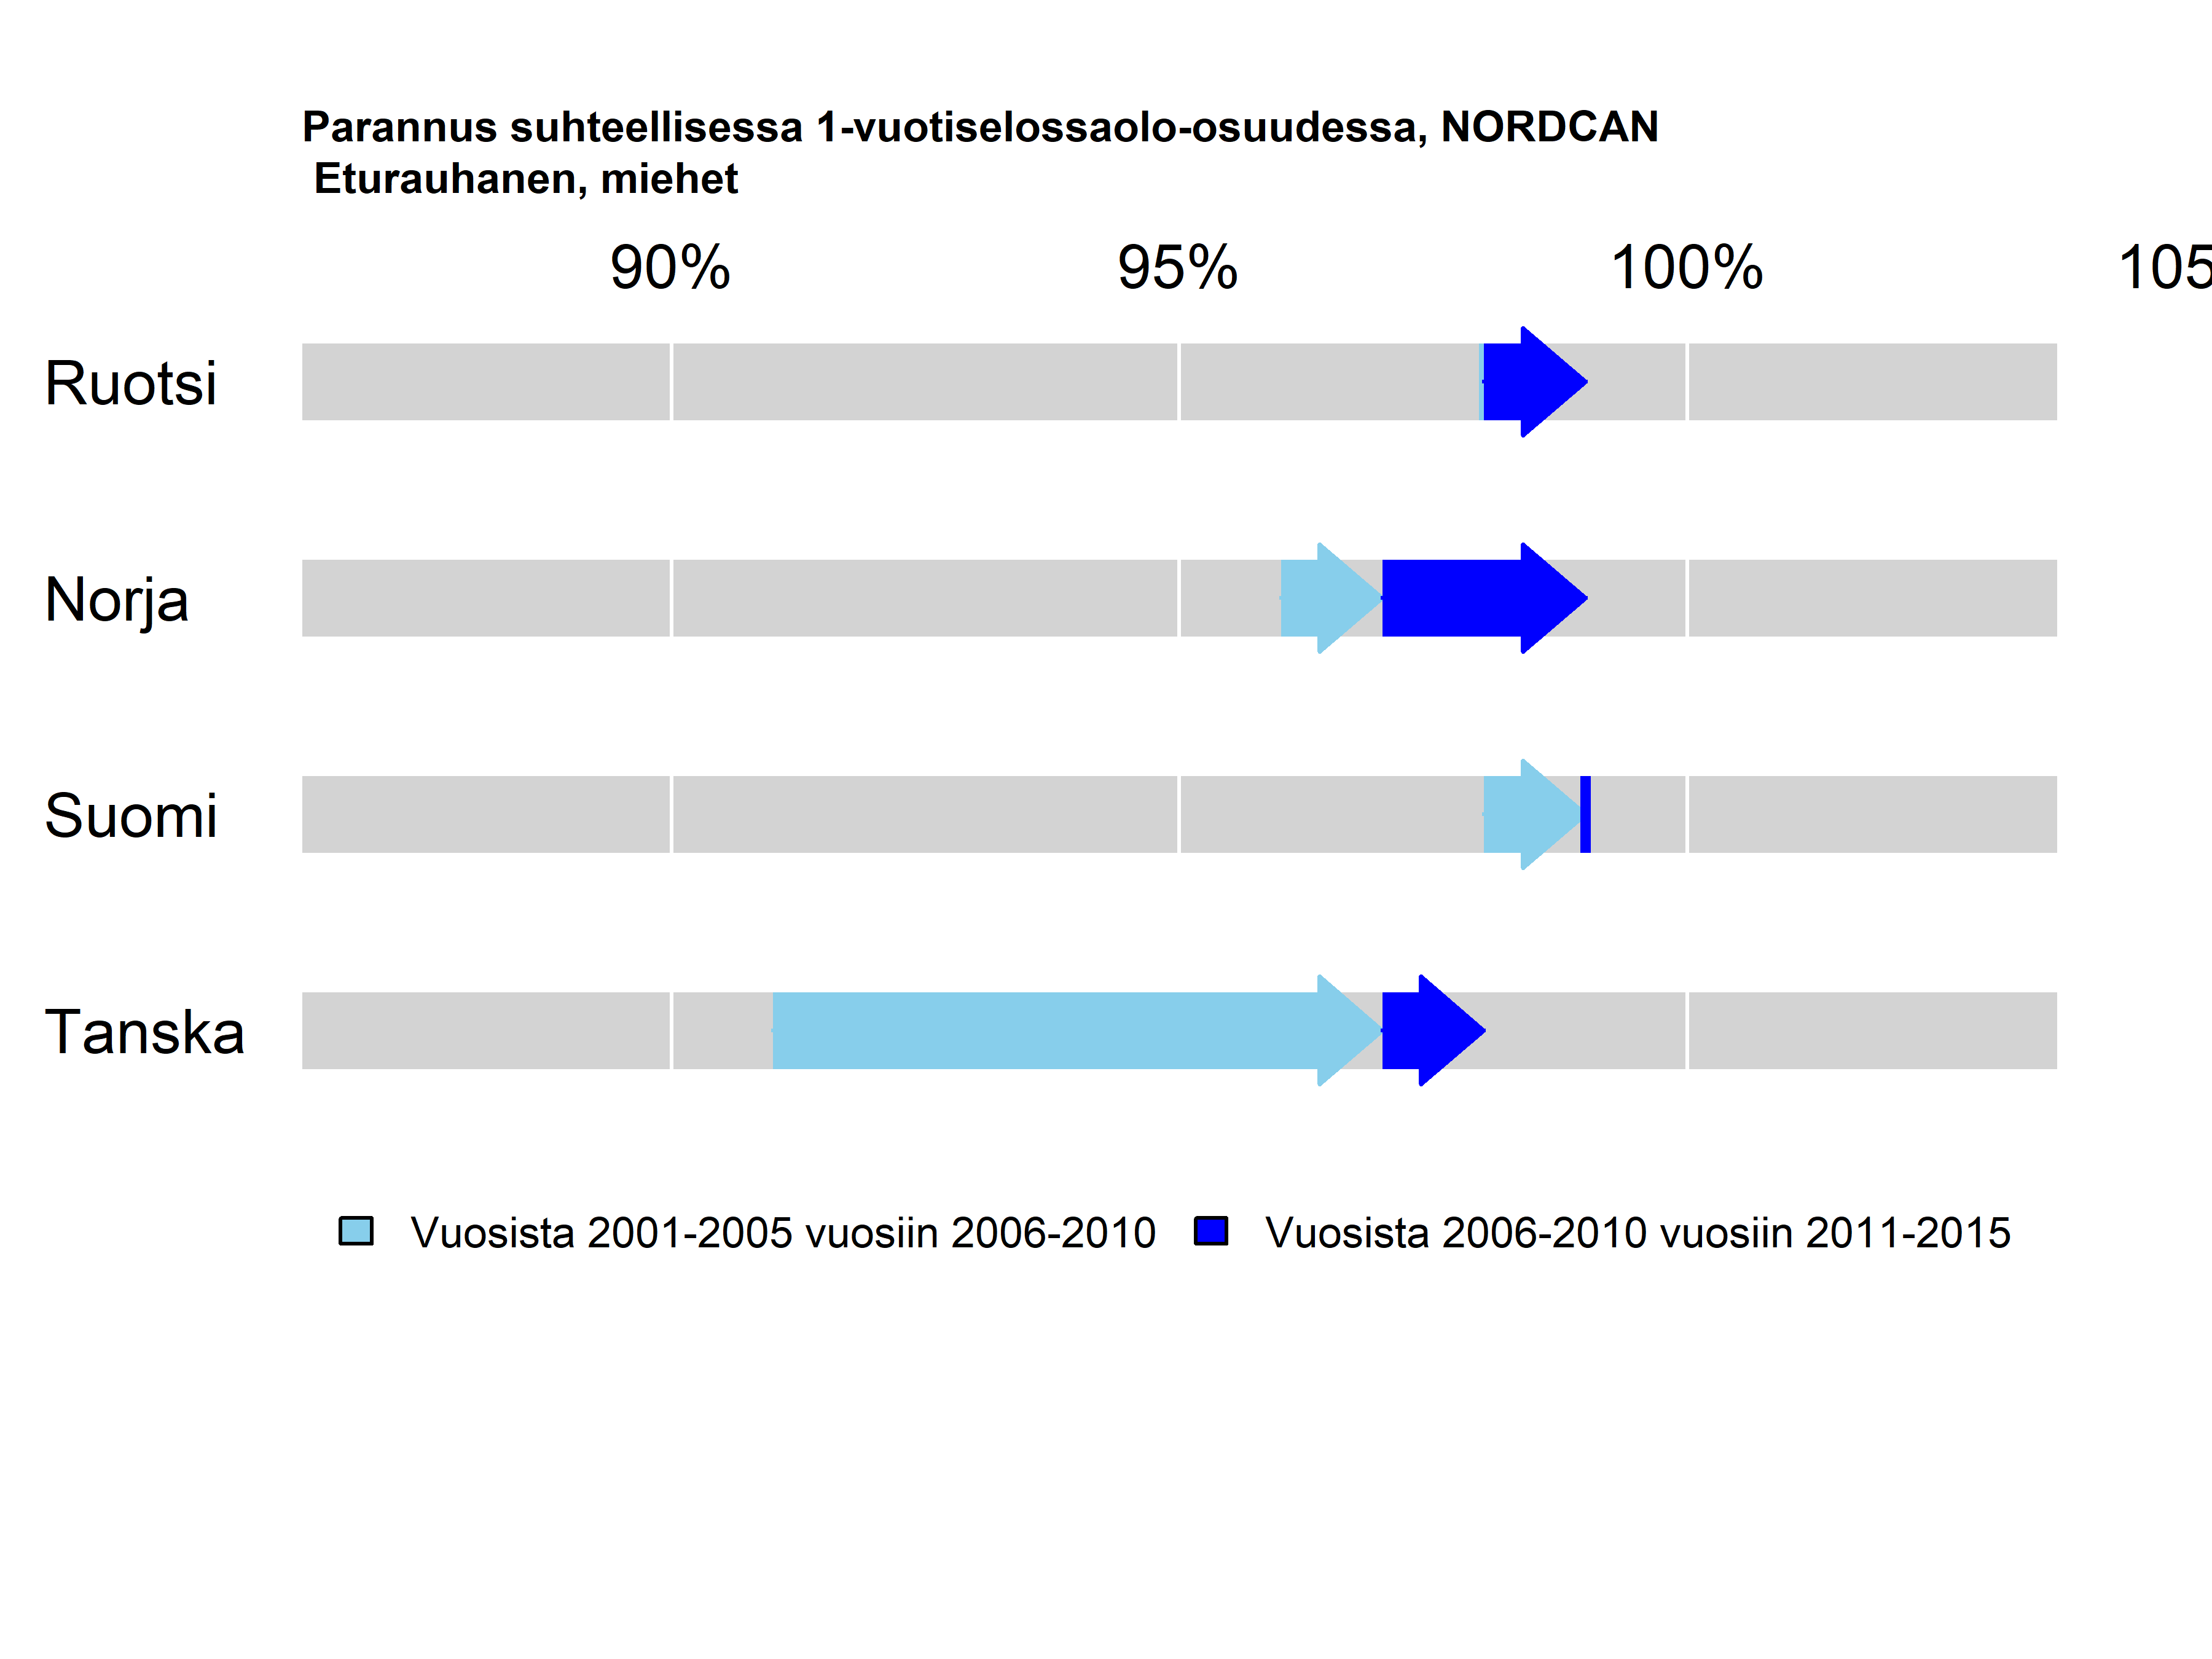 Parannus suhteellisessa 1-vuotiselossaolo-osuudessa, NORDCAN
Eturauhanen, miehet
90% 95% 100% 105
Ruotsi
Norja
Suomi
Tanska
Vuosista 2001-2005 vuosiin 2006-2010 Vuosista 2006-2010 vuosiin 2011-2015